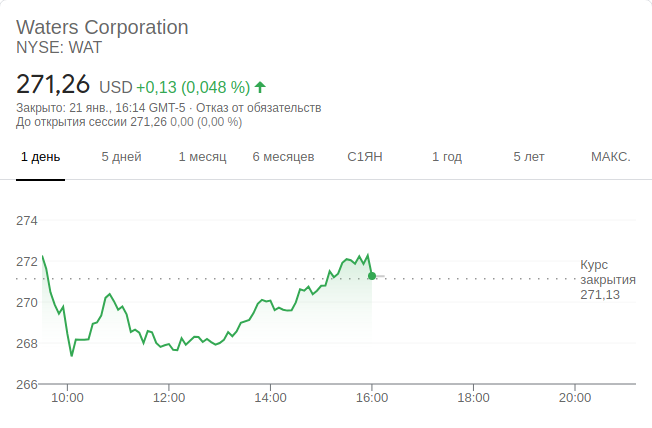 Waters Corporation
NYSE: WAT
271,26 USD +0,13 (0,048 %)
Закрыто: 21 янв., 16:14 GMT-5 · Отказ от обязательств
До открытия сессии 271,26 0,00 (0,00 %)
1 день 5 дней 1 месяц 6 месяцев С1ЯН 1 год 5 лет МАКС.
274
272
270
268
266
Курс
закрытия
271,13
10:00 12:00 14:00 16:00 18:00 20:00